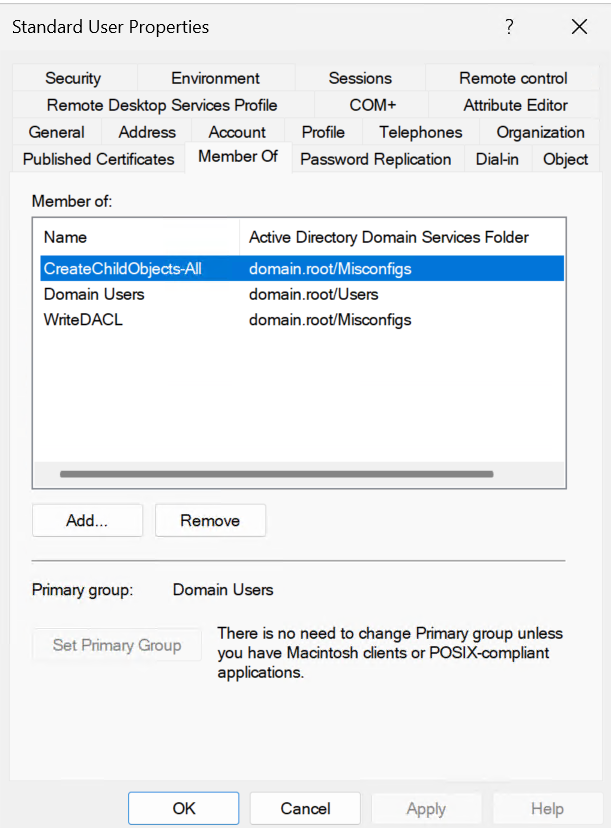 Standard User Properties ?
Security Environment Sessions Remote control
Remote Desktop Services Profile COM+ Attribute Editor
General Address Account Profile Telephones Organization
Published Certificates Member Of Password Replication Dial-in Object
Member of:
Name Active Directory Domain Services Folder
CreateChildObjects-All domain.root/Misconfigs
Domain Users domain.root/Users
WriteDACL domain.root/Misconfigs
Add... Remove
Primary group: Domain Users
Set Primary Group
There is no need to change Primary group unless
you have Macintosh clients or POSIX-compliant
applications.
OK Cancel Apply Help